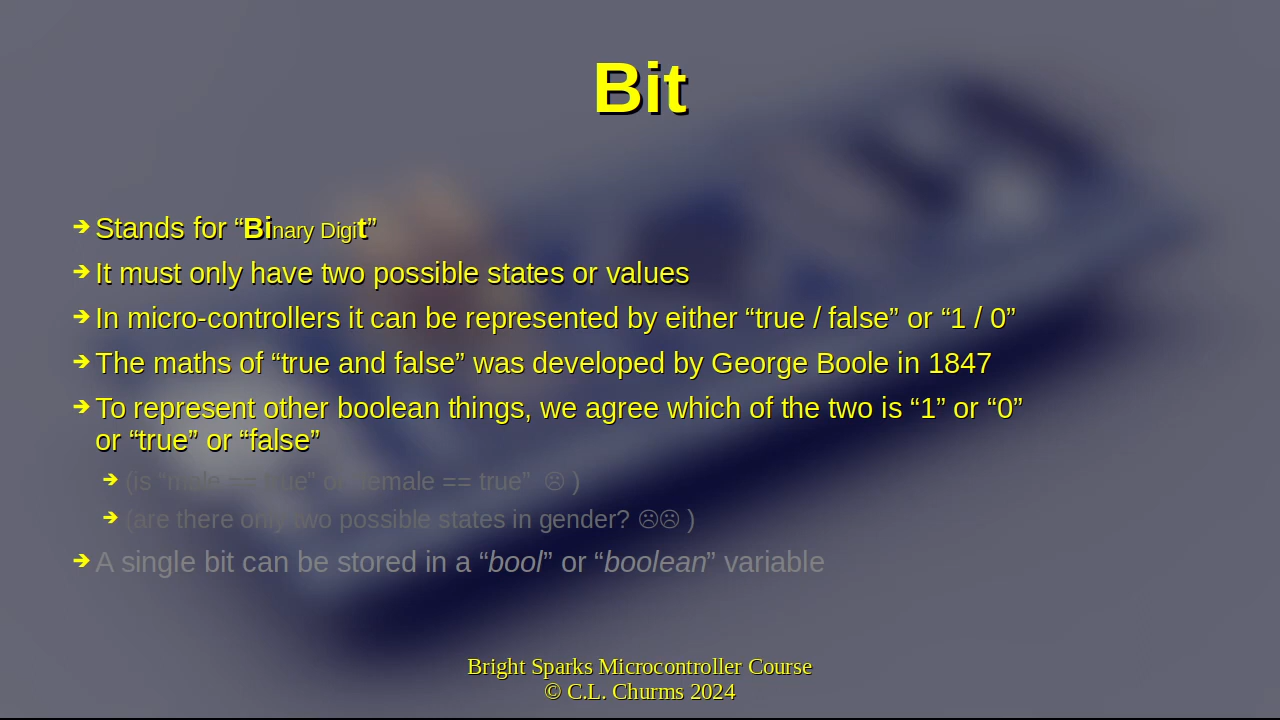 Bit
➔ Stands for “Binary Digit”
➔ It must only have two possible states or values
➔ In micro-controllers it can be represented by either “true / false” or “1 / 0”
➔ The maths of “true and false” was developed by George Boole in 1847
➔ To represent other boolean things, we agree which of the two is “1” or “0”
or “true” or “false”
➔ (is “male == true” or “female == true” ☹ )
➔ (are there only two possible states in gender? ☹☹ )
➔ A single bit can be stored in a “bool” or “boolean” variable
Bright Sparks Microcontroller Course
© C.L. Churms 2024